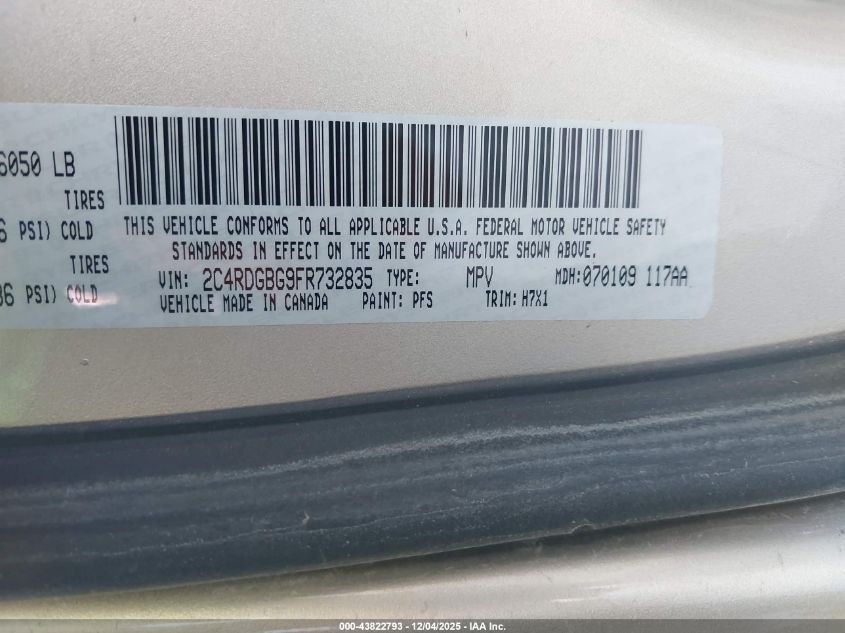 6050 LB
TIRES
PSI) COLD
TIRES
PSI) COLD
THIS VEHICLE CONFORMS TO ALL APPLICABLE U.S.A. FEDERAL MOTOR VEHICLE SAFETY
STANDARDS IN EFFECT ON THE DATE OF MANUFACTURE SHOWN ABOVE.
VIN: 2C4RDGBG9FR732835 TYPE: MPV MDH:070109 117AA
VEHICLE MADE IN CANADA PAINT: PFS TRIM: H7X1
000-43822793 - 12/04/2025 - IAA Inc.